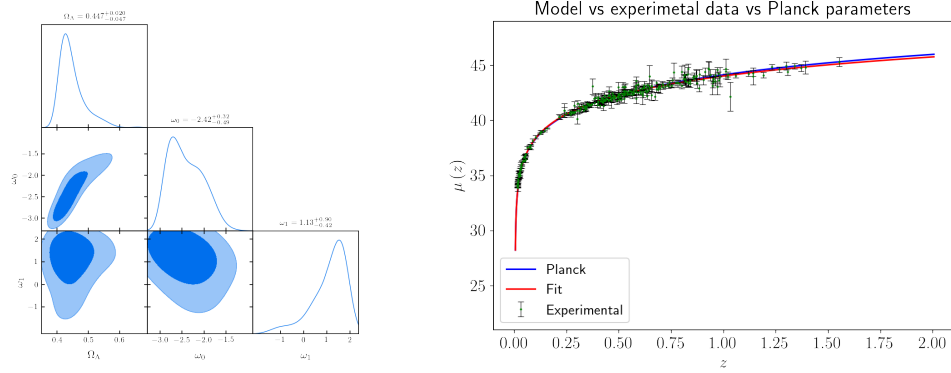 Ω_Λ = 0.447^{+0.020}_{-0.047}
ω_0 = −2.42^{+0.32}_{-0.49}
−1.5
−2.0
−2.5
−3.0
ω_0
ω_1 = 1.13^{+0.90}_{-0.42}
2
1
0
−1
ω_1
0.4 0.5 0.6
Ω_Λ
−3.0 −2.5 −2.0 −1.5
ω_0
−1 0 1 2
ω_1
Model vs experimetal data vs Planck parameters
45
40
35
30
25
μ (z)
Planck
Fit
Experimental
0.00 0.25 0.50 0.75 1.00 1.25 1.50 1.75 2.00
z